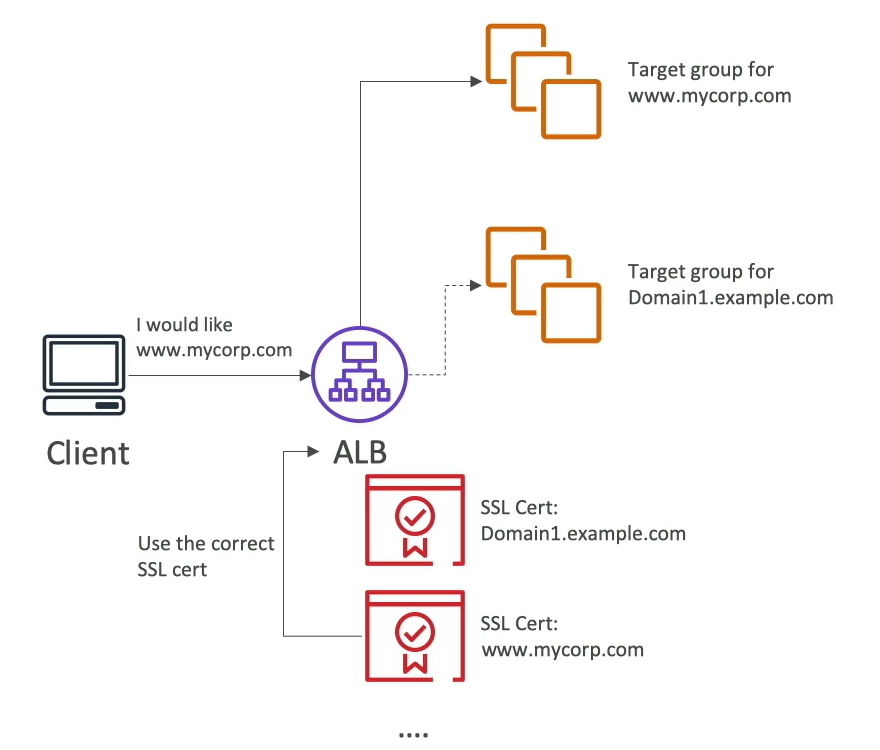 Target group for
www.mycorp.com
Target group for
Domain1.example.com
I would like
www.mycorp.com
Client
ALB
SSL Cert:
Domain1.example.com
Use the correct
SSL cert
SSL Cert:
www.mycorp.com
....